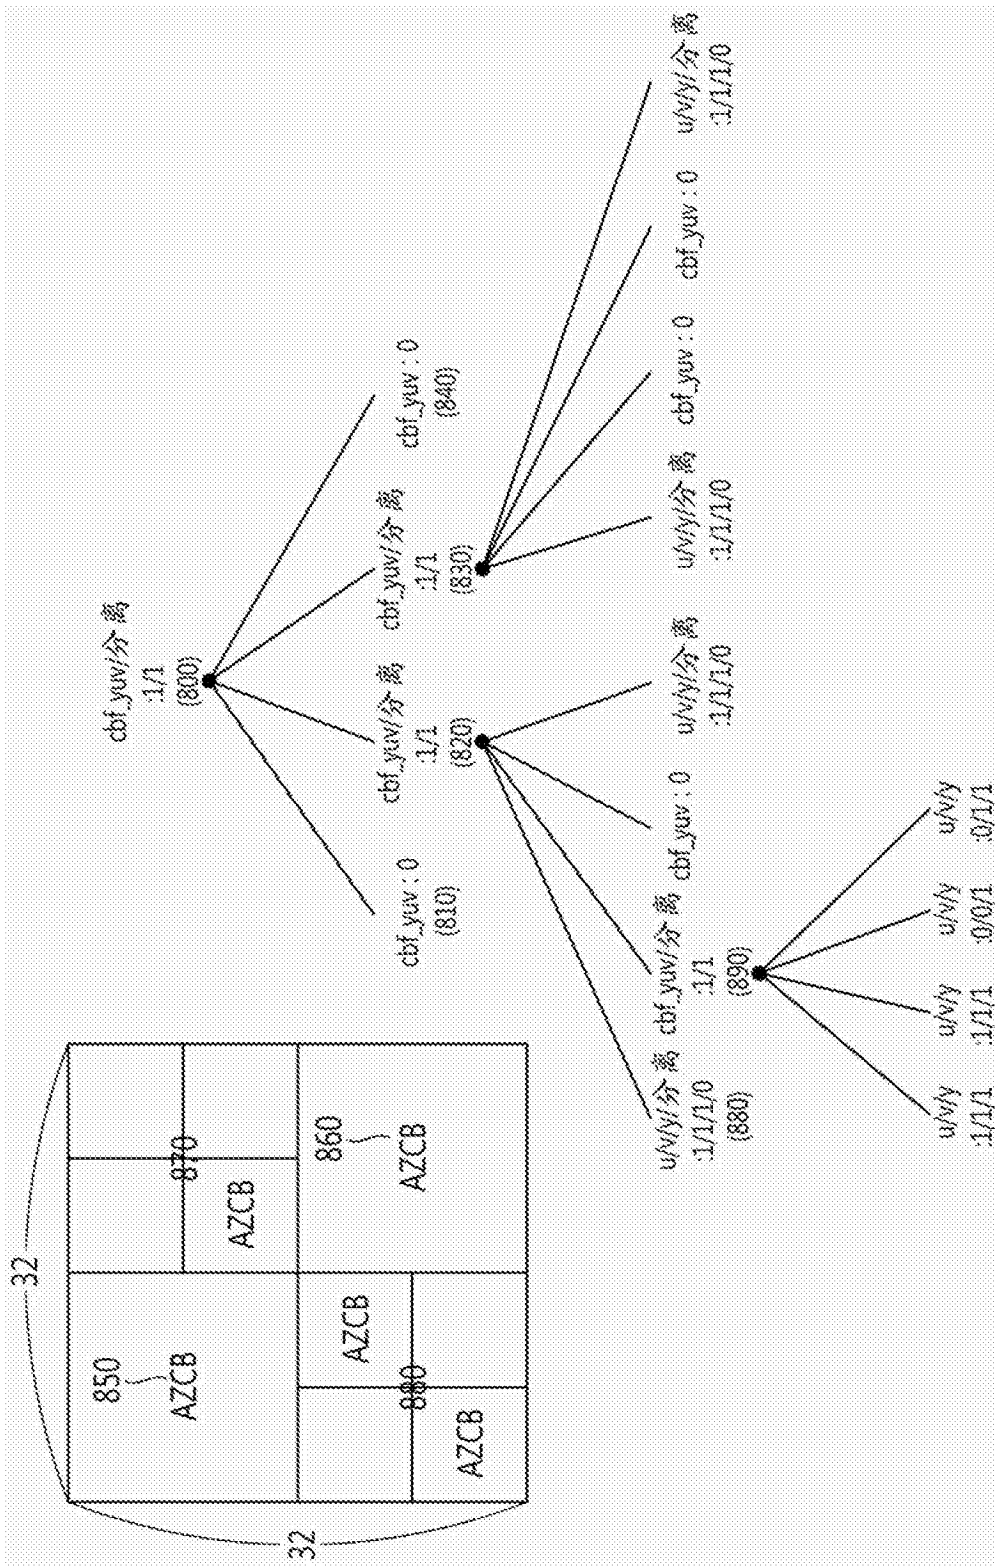 32
32
850
AZCB
870
AZCB
AZCB
860
AZCB
880
AZCB
cbf_yuv/分离
:1/1
(800)
cbf_yuv : 0
(810)
cbf_yuv/分离
:1/1
(820)
cbf_yuv/分离
:1/1
(830)
cbf_yuv : 0
(840)
u/v/y/分离
:1/1/1/0
(880)
cbf_yuv/分离
:1/1
(890)
cbf_yuv : 0
u/v/y/分离
:1/1/1/0
u/v/y/分离
:1/1/1/0
cbf_yuv : 0
cbf_yuv : 0
u/v/y/分离
:1/1/1/0
u/v/y
:1/1/1
u/v/y
:1/1/1
u/v/y
:0/0/1
u/v/y
:0/1/1